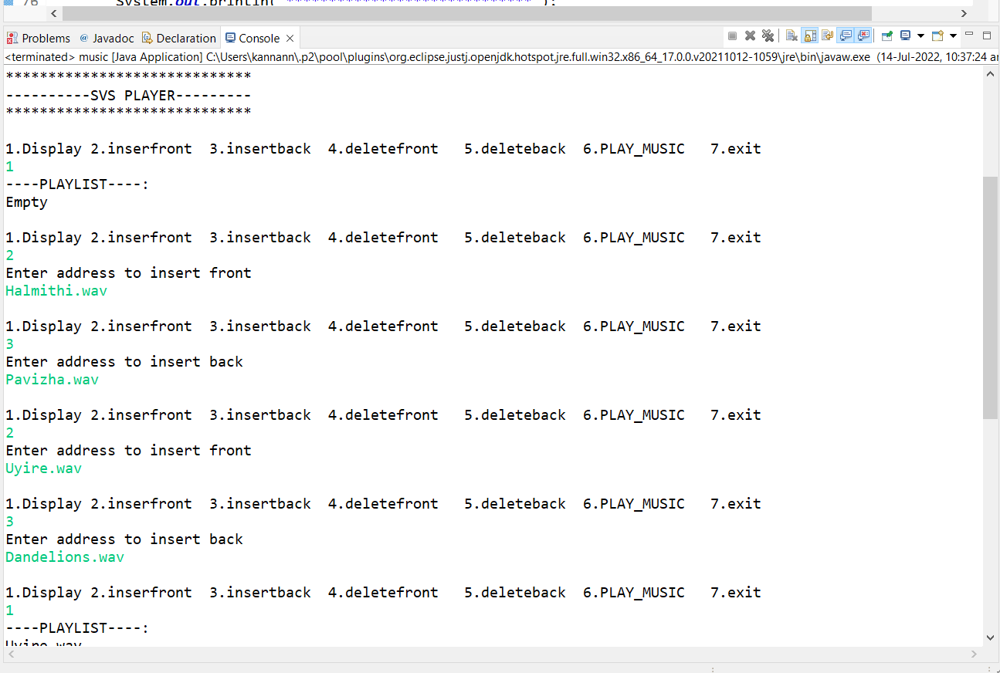 76 System.out.println("*****************************");
Problems @ Javadoc Declaration Console
<terminated> music [Java Application] C:\Users\kannann\.p2\pool\plugins\org.eclipse.justj.openjdk.hotspot.jre.full.win32.x86_64_17.0.0.v20211012-1059\jre\bin\javaw.exe (14-Jul-2022, 10:37:24
*****************************
----------SVS PLAYER---------
*****************************
1.Display 2.inserfront 3.insertback 4.deletefront 5.deleteback 6.PLAY_MUSIC 7.exit
1
----PLAYLIST----:
Empty
1.Display 2.inserfront 3.insertback 4.deletefront 5.deleteback 6.PLAY_MUSIC 7.exit
2
Enter address to insert front
Halmithi.wav
1.Display 2.inserfront 3.insertback 4.deletefront 5.deleteback 6.PLAY_MUSIC 7.exit
3
Enter address to insert back
Pavizha.wav
1.Display 2.inserfront 3.insertback 4.deletefront 5.deleteback 6.PLAY_MUSIC 7.exit
2
Enter address to insert front
Uyire.wav
1.Display 2.inserfront 3.insertback 4.deletefront 5.deleteback 6.PLAY_MUSIC 7.exit
3
Enter address to insert back
Dandelions.wav
1.Display 2.inserfront 3.insertback 4.deletefront 5.deleteback 6.PLAY_MUSIC 7.exit
1
----PLAYLIST----:
Uyire.wav